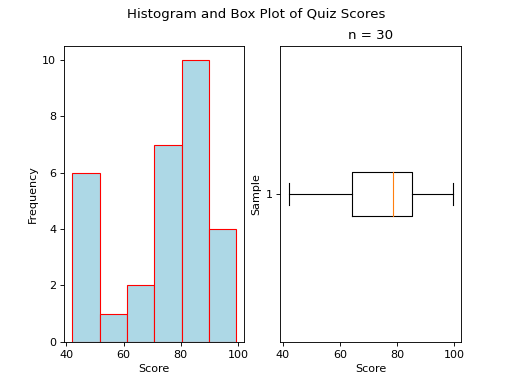 Histogram and Box Plot of Quiz Scores
Frequency
10
8
6
4
2
0
40 60 80 100
Score
n = 30
Sample
1
40 60 80 100
Score